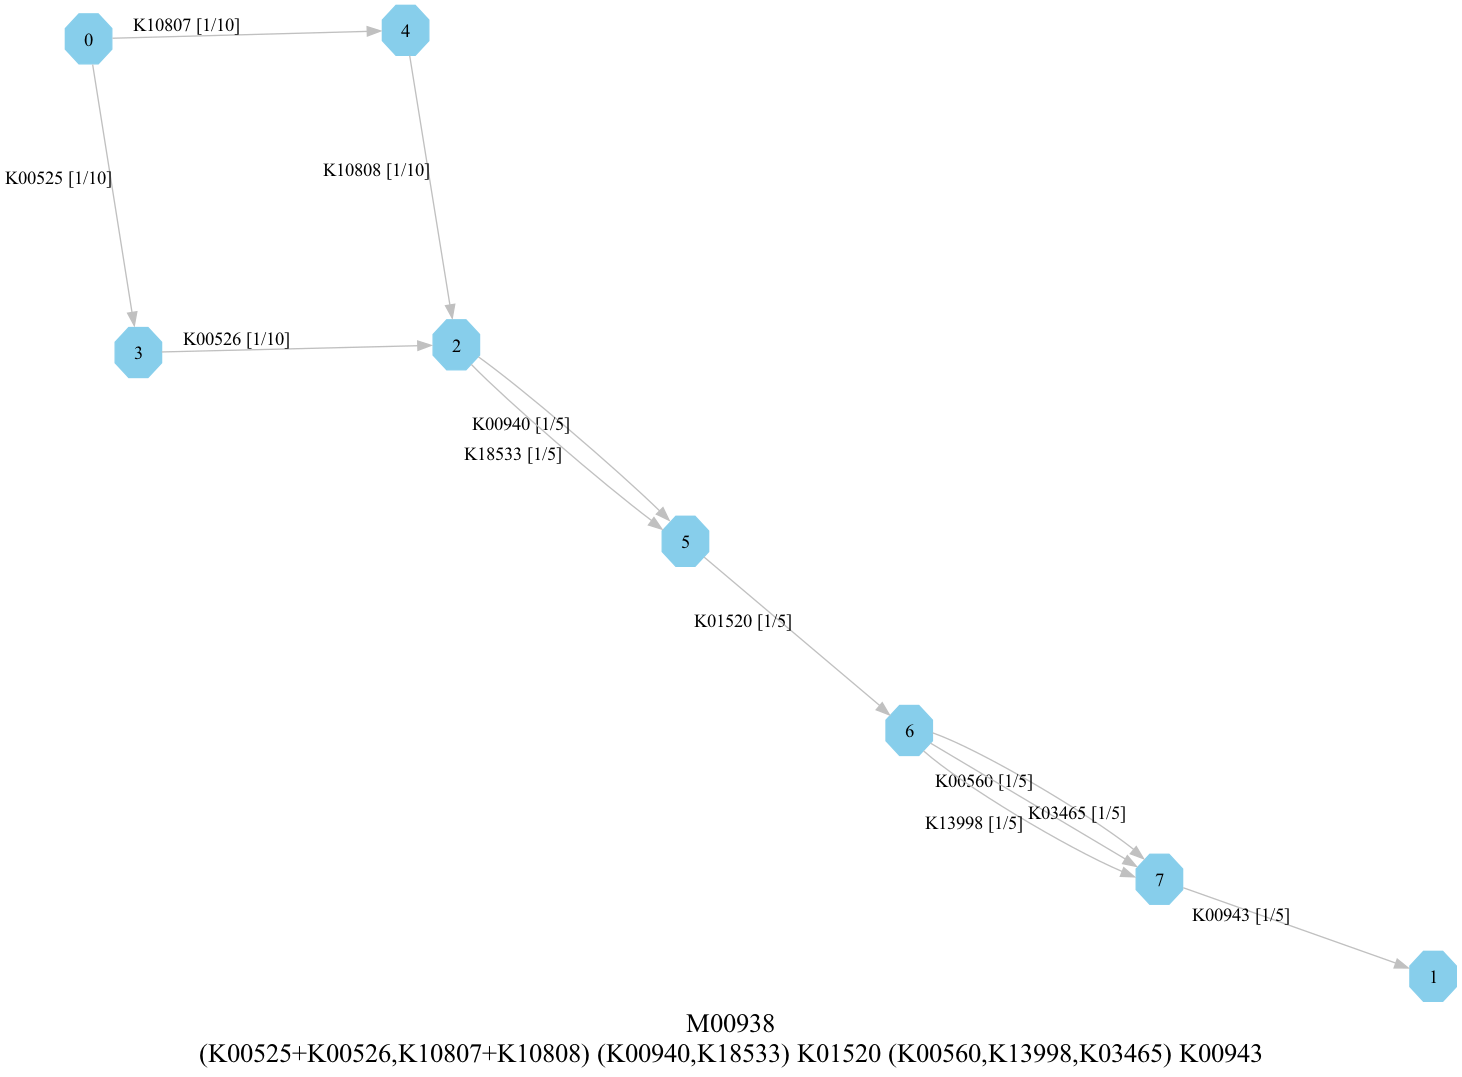 0
K10807 [1/10]
4
K00525 [1/10]
K10808 [1/10]
3
K00526 [1/10]
2
K00940 [1/5]
K18533 [1/5]
5
K01520 [1/5]
6
K00560 [1/5]
K03465 [1/5]
K13998 [1/5]
7
K00943 [1/5]
1
M00938
(K00525+K00526,K10807+K10808) (K00940,K18533) K01520 (K00560,K13998,K03465) K00943